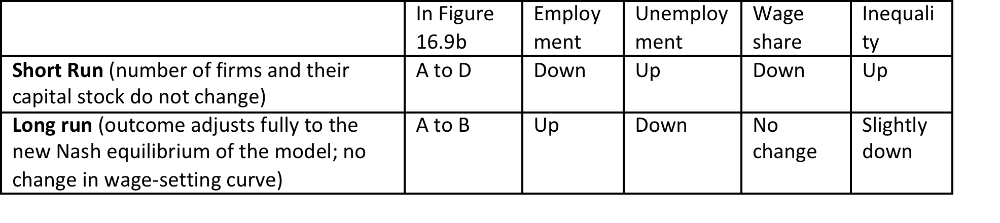 In Figure 16.9b Employ ment Unemploy ment Wage share Inequali ty
Short Run (number of firms and their capital stock do not change) A to D Down Up Down Up
Long run (outcome adjusts fully to the new Nash equilibrium of the model; no change in wage-setting curve) A to B Up Down No change Slightly down